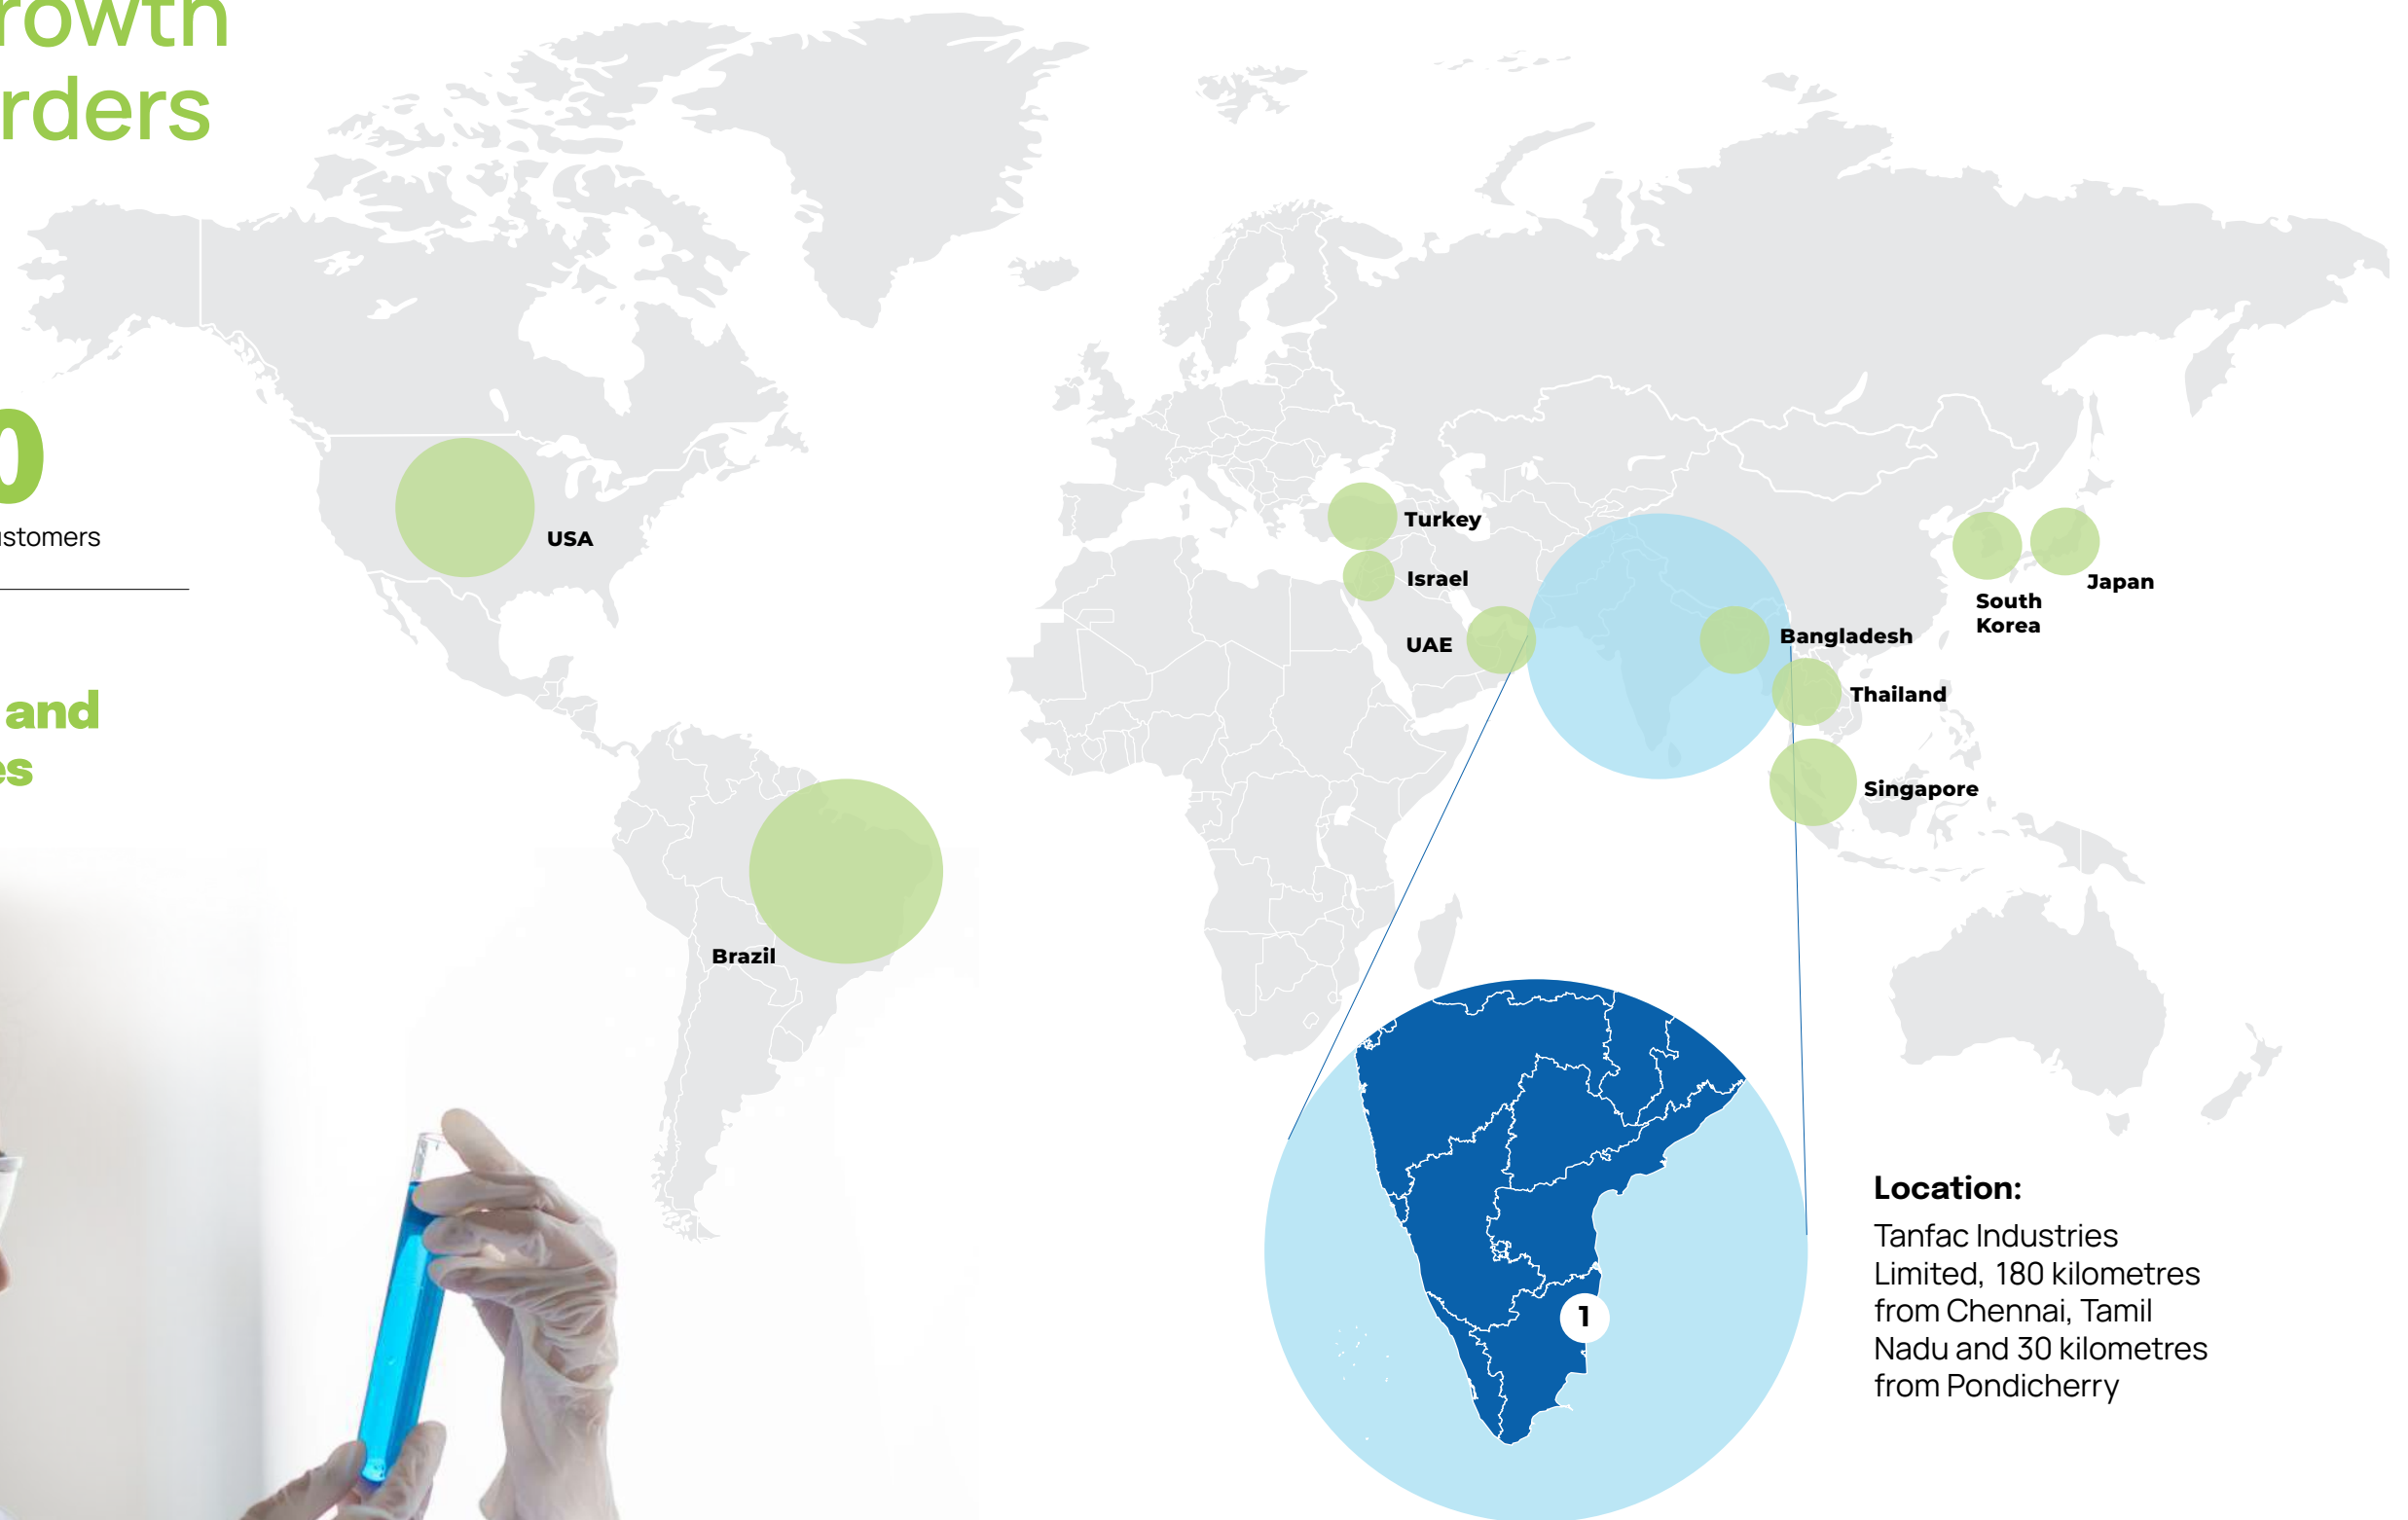 rowth
rders
0
stomers
and
es
USA
Turkey
Israel
UAE
Bangladesh
Thailand
Singapore
South
Korea
Japan
Brazil
1
Location:
Tanfac Industries
Limited, 180 kilometres
from Chennai, Tamil
Nadu and 30 kilometres
from Pondicherry